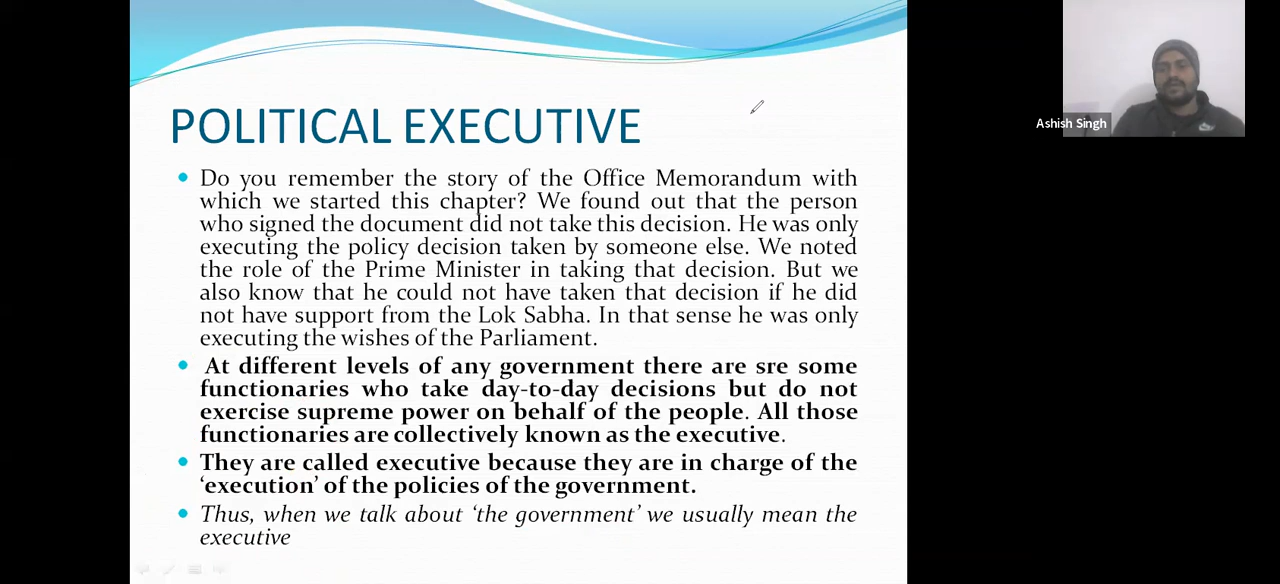 POLITICAL EXECUTIVE
Do you remember the story of the Office Memorandum with
which we started this chapter? We found out that the person
who signed the document did not take this decision. He was only
executing the policy decision taken by someone else. We noted
the role of the Prime Minister in taking that decision. But we
also know that he could not have taken that decision if he did
not have support from the Lok Sabha. In that sense he was only
executing the wishes of the Parliament.
At different levels of any government there are sre some
functionaries who take day-to-day decisions but do not
exercise supreme power on behalf of the people. All those
functionaries are collectively known as the executive.
They are called executive because they are in charge of the
‘execution’ of the policies of the government.
Thus, when we talk about ‘the government’ we usually mean the
executive
Ashish Singh